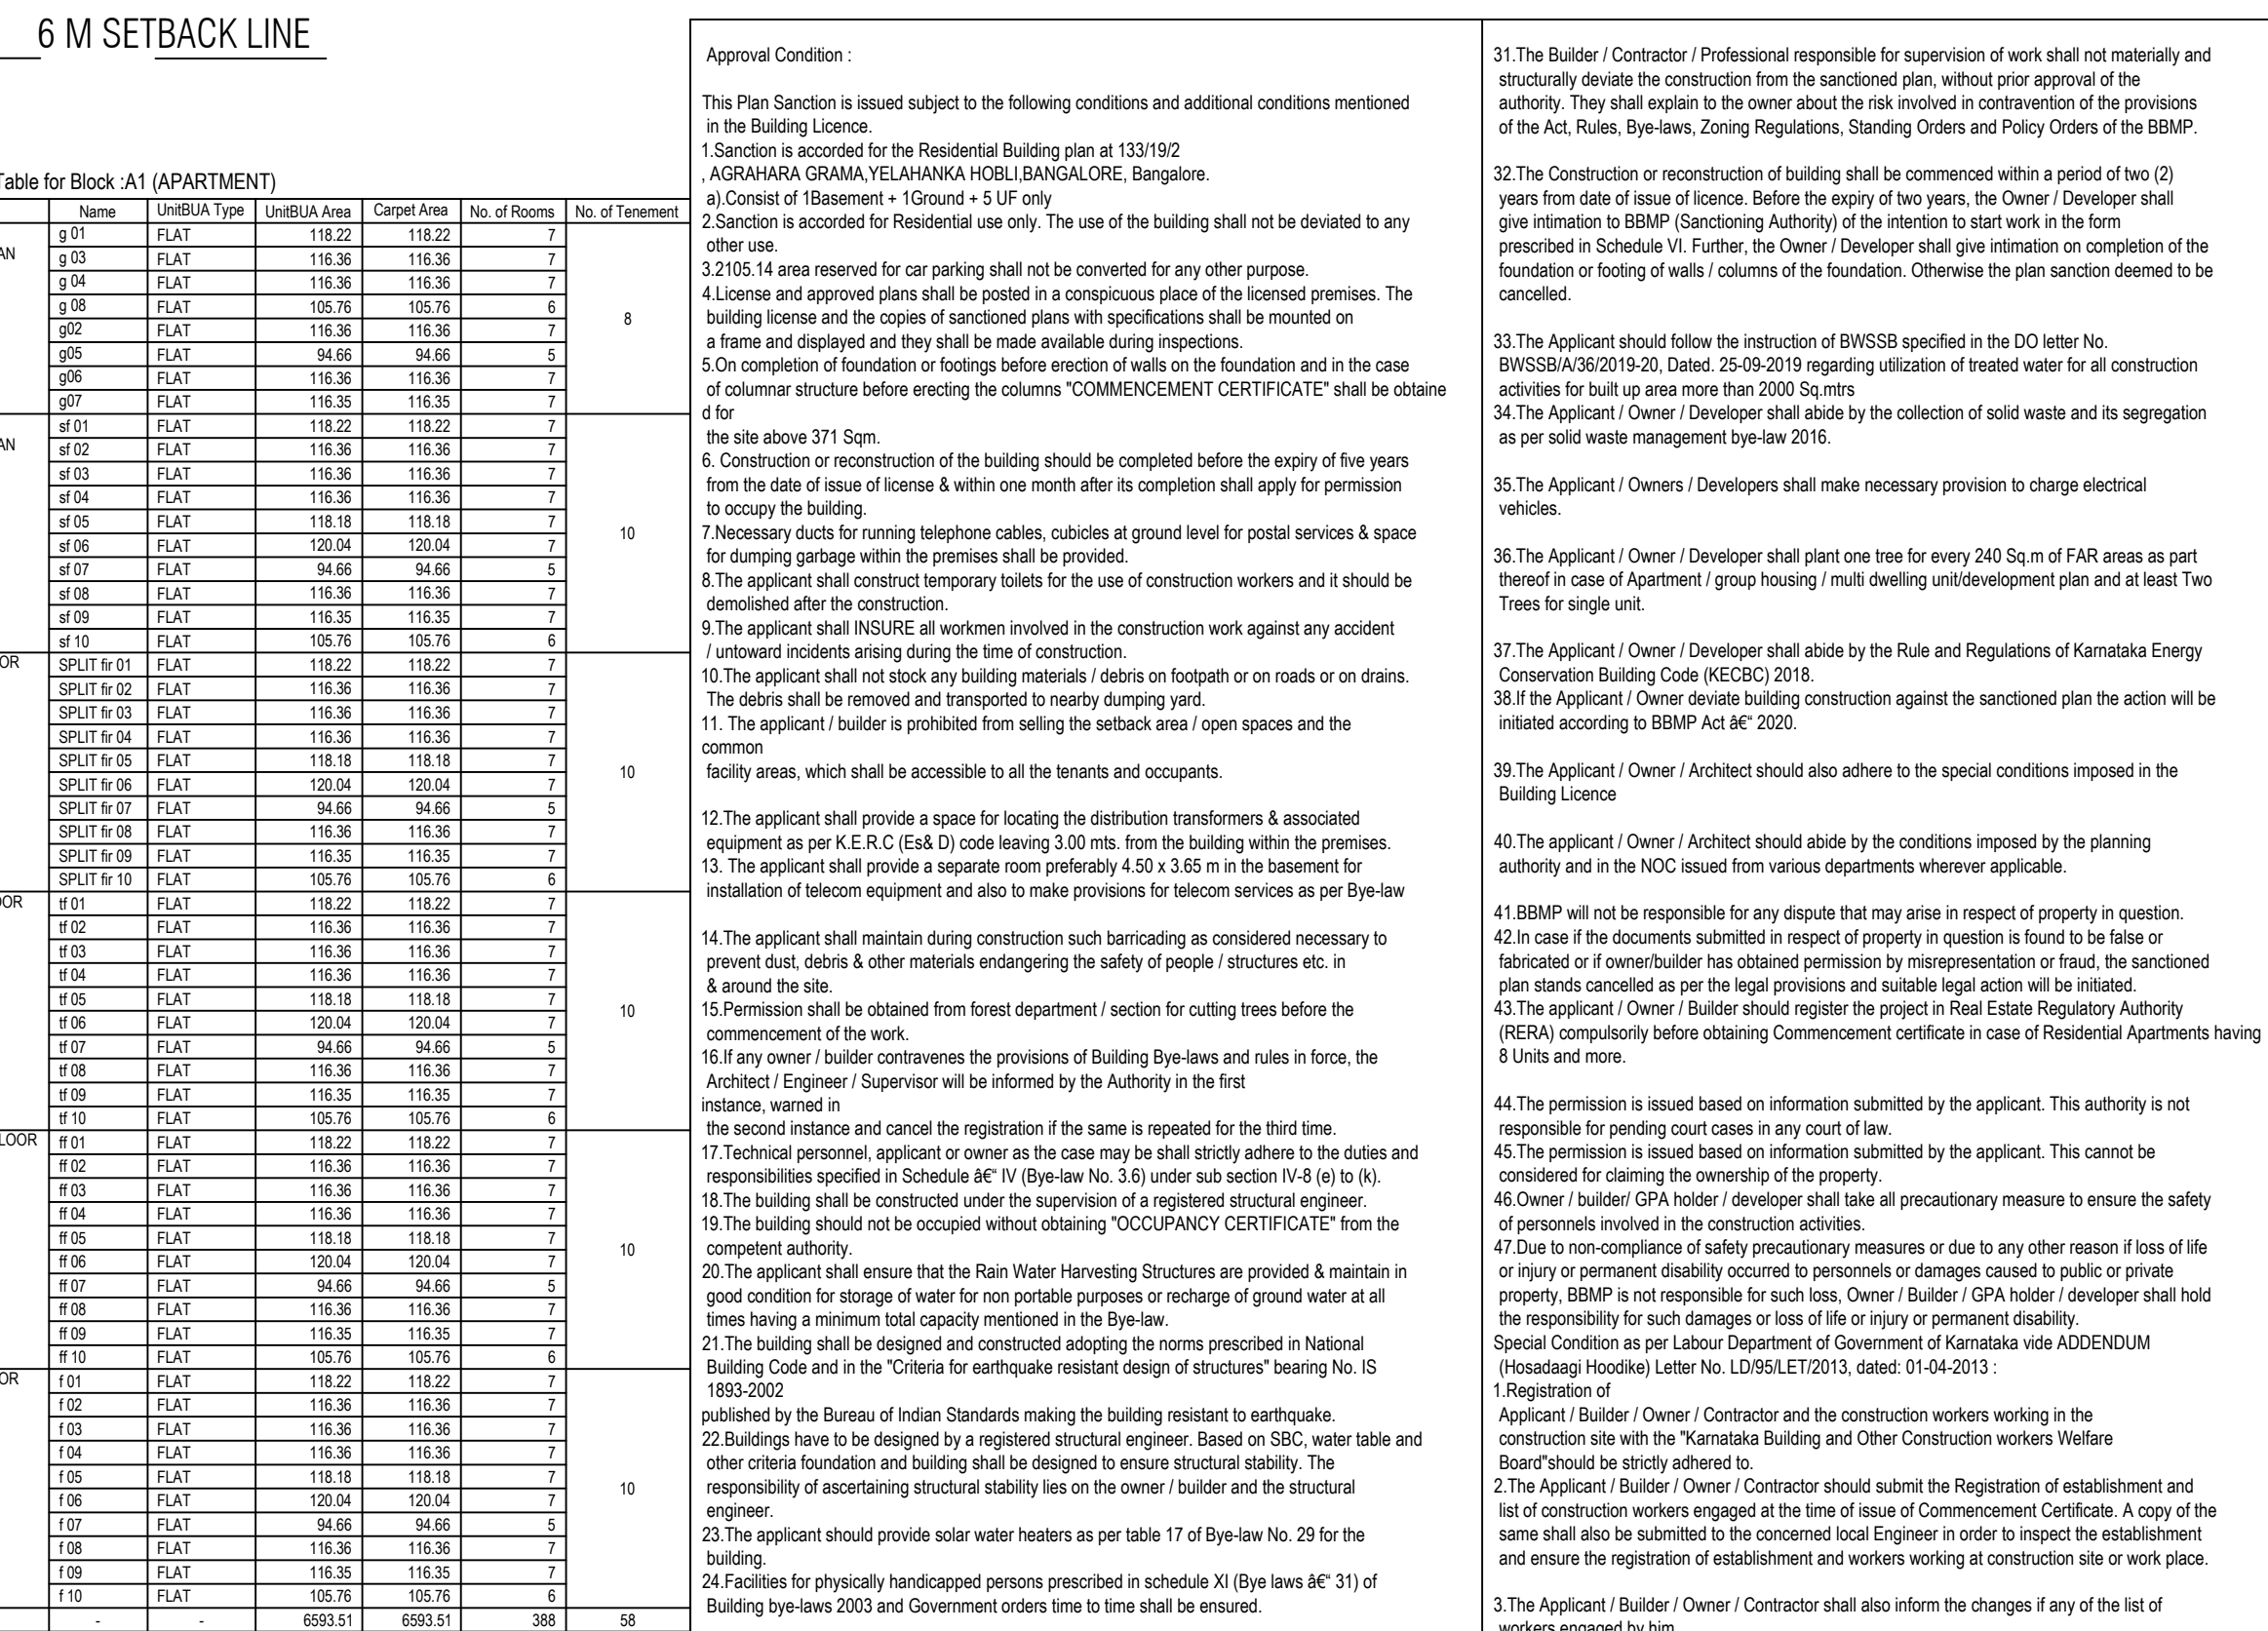 6 M SETBACK LINE
Table for Block :A1 (APARTMENT)
Name UnitBUA Type UnitBUA Area Carpet Area No. of Rooms No. of Tenement
AN
g 01 FLAT 118.22 118.22 7
g 03 FLAT 116.36 116.36 7
g 04 FLAT 116.36 116.36 7
g 08 FLAT 105.76 105.76 6
8
g02 FLAT 116.36 116.36 7
g05 FLAT 94.66 94.66 5
g06 FLAT 116.36 116.36 7
g07 FLAT 116.35 116.35 7
AN
sf 01 FLAT 118.22 118.22 7
sf 02 FLAT 116.36 116.36 7
sf 03 FLAT 116.36 116.36 7
sf 04 FLAT 116.36 116.36 7
sf 05 FLAT 118.18 118.18 7
10
sf 06 FLAT 120.04 120.04 7
sf 07 FLAT 94.66 94.66 5
sf 08 FLAT 116.36 116.36 7
sf 09 FLAT 116.35 116.35 7
sf 10 FLAT 105.76 105.76 6
OR
SPLIT fir 01 FLAT 118.22 118.22 7
SPLIT fir 02 FLAT 116.36 116.36 7
SPLIT fir 03 FLAT 116.36 116.36 7
SPLIT fir 04 FLAT 116.36 116.36 7
SPLIT fir 05 FLAT 118.18 118.18 7
10
SPLIT fir 06 FLAT 120.04 120.04 7
SPLIT fir 07 FLAT 94.66 94.66 5
SPLIT fir 08 FLAT 116.36 116.36 7
SPLIT fir 09 FLAT 116.35 116.35 7
SPLIT fir 10 FLAT 105.76 105.76 6
OOR
tf 01 FLAT 118.22 118.22 7
tf 02 FLAT 116.36 116.36 7
tf 03 FLAT 116.36 116.36 7
tf 04 FLAT 116.36 116.36 7
tf 05 FLAT 118.18 118.18 7
10
tf 06 FLAT 120.04 120.04 7
tf 07 FLAT 94.66 94.66 5
tf 08 FLAT 116.36 116.36 7
tf 09 FLAT 116.35 116.35 7
tf 10 FLAT 105.76 105.76 6
LOOR
ff 01 FLAT 118.22 118.22 7
ff 02 FLAT 116.36 116.36 7
ff 03 FLAT 116.36 116.36 7
ff 04 FLAT 116.36 116.36 7
ff 05 FLAT 118.18 118.18 7
10
ff 06 FLAT 120.04 120.04 7
ff 07 FLAT 94.66 94.66 5
ff 08 FLAT 116.36 116.36 7
ff 09 FLAT 116.35 116.35 7
ff 10 FLAT 105.76 105.76 6
OR
f 01 FLAT 118.22 118.22 7
f 02 FLAT 116.36 116.36 7
f 03 FLAT 116.36 116.36 7
f 04 FLAT 116.36 116.36 7
f 05 FLAT 118.18 118.18 7
10
f 06 FLAT 120.04 120.04 7
f 07 FLAT 94.66 94.66 5
f 08 FLAT 116.36 116.36 7
f 09 FLAT 116.35 116.35 7
f 10 FLAT 105.76 105.76 6
- - 6593.51 6593.51 388 58
Approval Condition :
This Plan Sanction is issued subject to the following conditions and additional conditions mentioned
in the Building Licence.
1.Sanction is accorded for the Residential Building plan at 133/19/2
, AGRAHARA GRAMA,YELAHANKA HOBLI,BANGALORE, Bangalore.
a).Consist of 1Basement + 1Ground + 5 UF only
2.Sanction is accorded for Residential use only. The use of the building shall not be deviated to any
other use.
3.2105.14 area reserved for car parking shall not be converted for any other purpose.
4.License and approved plans shall be posted in a conspicuous place of the licensed premises. The
building license and the copies of sanctioned plans with specifications shall be mounted on
a frame and displayed and they shall be made available during inspections.
5.On completion of foundation or footings before erection of walls on the foundation and in the case
of columnar structure before erecting the columns "COMMENCEMENT CERTIFICATE" shall be obtaine
d for
the site above 371 Sqm.
6. Construction or reconstruction of the building should be completed before the expiry of five years
from the date of issue of license & within one month after its completion shall apply for permission
to occupy the building.
7.Necessary ducts for running telephone cables, cubicles at ground level for postal services & space
for dumping garbage within the premises shall be provided.
8.The applicant shall construct temporary toilets for the use of construction workers and it should be
demolished after the construction.
9.The applicant shall INSURE all workmen involved in the construction work against any accident
/ untoward incidents arising during the time of construction.
10.The applicant shall not stock any building materials / debris on footpath or on roads or on drains.
The debris shall be removed and transported to nearby dumping yard.
11. The applicant / builder is prohibited from selling the setback area / open spaces and the
common
facility areas, which shall be accessible to all the tenants and occupants.
12.The applicant shall provide a space for locating the distribution transformers & associated
equipment as per K.E.R.C (Es& D) code leaving 3.00 mts. from the building within the premises.
13. The applicant shall provide a separate room preferably 4.50 x 3.65 m in the basement for
installation of telecom equipment and also to make provisions for telecom services as per Bye-law
14.The applicant shall maintain during construction such barricading as considered necessary to
prevent dust, debris & other materials endangering the safety of people / structures etc. in
& around the site.
15.Permission shall be obtained from forest department / section for cutting trees before the
commencement of the work.
16.If any owner / builder contravenes the provisions of Building Bye-laws and rules in force, the
Architect / Engineer / Supervisor will be informed by the Authority in the first
instance, warned in
the second instance and cancel the registration if the same is repeated for the third time.
17.Technical personnel, applicant or owner as the case may be shall strictly adhere to the duties and
responsibilities specified in Schedule â€“ IV (Bye-law No. 3.6) under sub section IV-8 (e) to (k).
18.The building shall be constructed under the supervision of a registered structural engineer.
19.The building should not be occupied without obtaining "OCCUPANCY CERTIFICATE" from the
competent authority.
20.The applicant shall ensure that the Rain Water Harvesting Structures are provided & maintain in
good condition for storage of water for non portable purposes or recharge of ground water at all
times having a minimum total capacity mentioned in the Bye-law.
21.The building shall be designed and constructed adopting the norms prescribed in National
Building Code and in the "Criteria for earthquake resistant design of structures" bearing No. IS
1893-2002
published by the Bureau of Indian Standards making the building resistant to earthquake.
22.Buildings have to be designed by a registered structural engineer. Based on SBC, water table and
other criteria foundation and building shall be designed to ensure structural stability. The
responsibility of ascertaining structural stability lies on the owner / builder and the structural
engineer.
23.The applicant should provide solar water heaters as per table 17 of Bye-law No. 29 for the
building.
24.Facilities for physically handicapped persons prescribed in schedule XI (Bye laws â€“ 31) of
Building bye-laws 2003 and Government orders time to time shall be ensured.
31.The Builder / Contractor / Professional responsible for supervision of work shall not materially and
structurally deviate the construction from the sanctioned plan, without prior approval of the
authority. They shall explain to the owner about the risk involved in contravention of the provisions
of the Act, Rules, Bye-laws, Zoning Regulations, Standing Orders and Policy Orders of the BBMP.
32.The Construction or reconstruction of building shall be commenced within a period of two (2)
years from date of issue of licence. Before the expiry of two years, the Owner / Developer shall
give intimation to BBMP (Sanctioning Authority) of the intention to start work in the form
prescribed in Schedule VI. Further, the Owner / Developer shall give intimation on completion of the
foundation or footing of walls / columns of the foundation. Otherwise the plan sanction deemed to be
cancelled.
33.The Applicant should follow the instruction of BWSSB specified in the DO letter No.
BWSSB/A/36/2019-20, Dated. 25-09-2019 regarding utilization of treated water for all construction
activities for built up area more than 2000 Sq.mtrs
34.The Applicant / Owner / Developer shall abide by the collection of solid waste and its segregation
as per solid waste management bye-law 2016.
35.The Applicant / Owners / Developers shall make necessary provision to charge electrical
vehicles.
36.The Applicant / Owner / Developer shall plant one tree for every 240 Sq.m of FAR areas as part
thereof in case of Apartment / group housing / multi dwelling unit/development plan and at least Two
Trees for single unit.
37.The Applicant / Owner / Developer shall abide by the Rule and Regulations of Karnataka Energy
Conservation Building Code (KECBC) 2018.
38.If the Applicant / Owner deviate building construction against the sanctioned plan the action will be
initiated according to BBMP Act â€“ 2020.
39.The Applicant / Owner / Architect should also adhere to the special conditions imposed in the
Building Licence
40.The applicant / Owner / Architect should abide by the conditions imposed by the planning
authority and in the NOC issued from various departments wherever applicable.
41.BBMP will not be responsible for any dispute that may arise in respect of property in question.
42.In case if the documents submitted in respect of property in question is found to be false or
fabricated or if owner/builder has obtained permission by misrepresentation or fraud, the sanctioned
plan stands cancelled as per the legal provisions and suitable legal action will be initiated.
43.The applicant / Owner / Builder should register the project in Real Estate Regulatory Authority
(RERA) compulsorily before obtaining Commencement certificate in case of Residential Apartments having
8 Units and more.
44.The permission is issued based on information submitted by the applicant. This authority is not
responsible for pending court cases in any court of law.
45.The permission is issued based on information submitted by the applicant. This cannot be
considered for claiming the ownership of the property.
46.Owner / builder/ GPA holder / developer shall take all precautionary measure to ensure the safety
of personnels involved in the construction activities.
47.Due to non-compliance of safety precautionary measures or due to any other reason if loss of life
or injury or permanent disability occurred to personnels or damages caused to public or private
property, BBMP is not responsible for such loss, Owner / Builder / GPA holder / developer shall hold
the responsibility for such damages or loss of life or injury or permanent disability.
Special Condition as per Labour Department of Government of Karnataka vide ADDENDUM
(Hosadaagi Hoodike) Letter No. LD/95/LET/2013, dated: 01-04-2013 :
1.Registration of
Applicant / Builder / Owner / Contractor and the construction workers working in the
construction site with the "Karnataka Building and Other Construction workers Welfare
Board"should be strictly adhered to.
2.The Applicant / Builder / Owner / Contractor should submit the Registration of establishment and
list of construction workers engaged at the time of issue of Commencement Certificate. A copy of the
same shall also be submitted to the concerned local Engineer in order to inspect the establishment
and ensure the registration of establishment and workers working at construction site or work place.
3.The Applicant / Builder / Owner / Contractor shall also inform the changes if any of the list of
workers engaged by him.